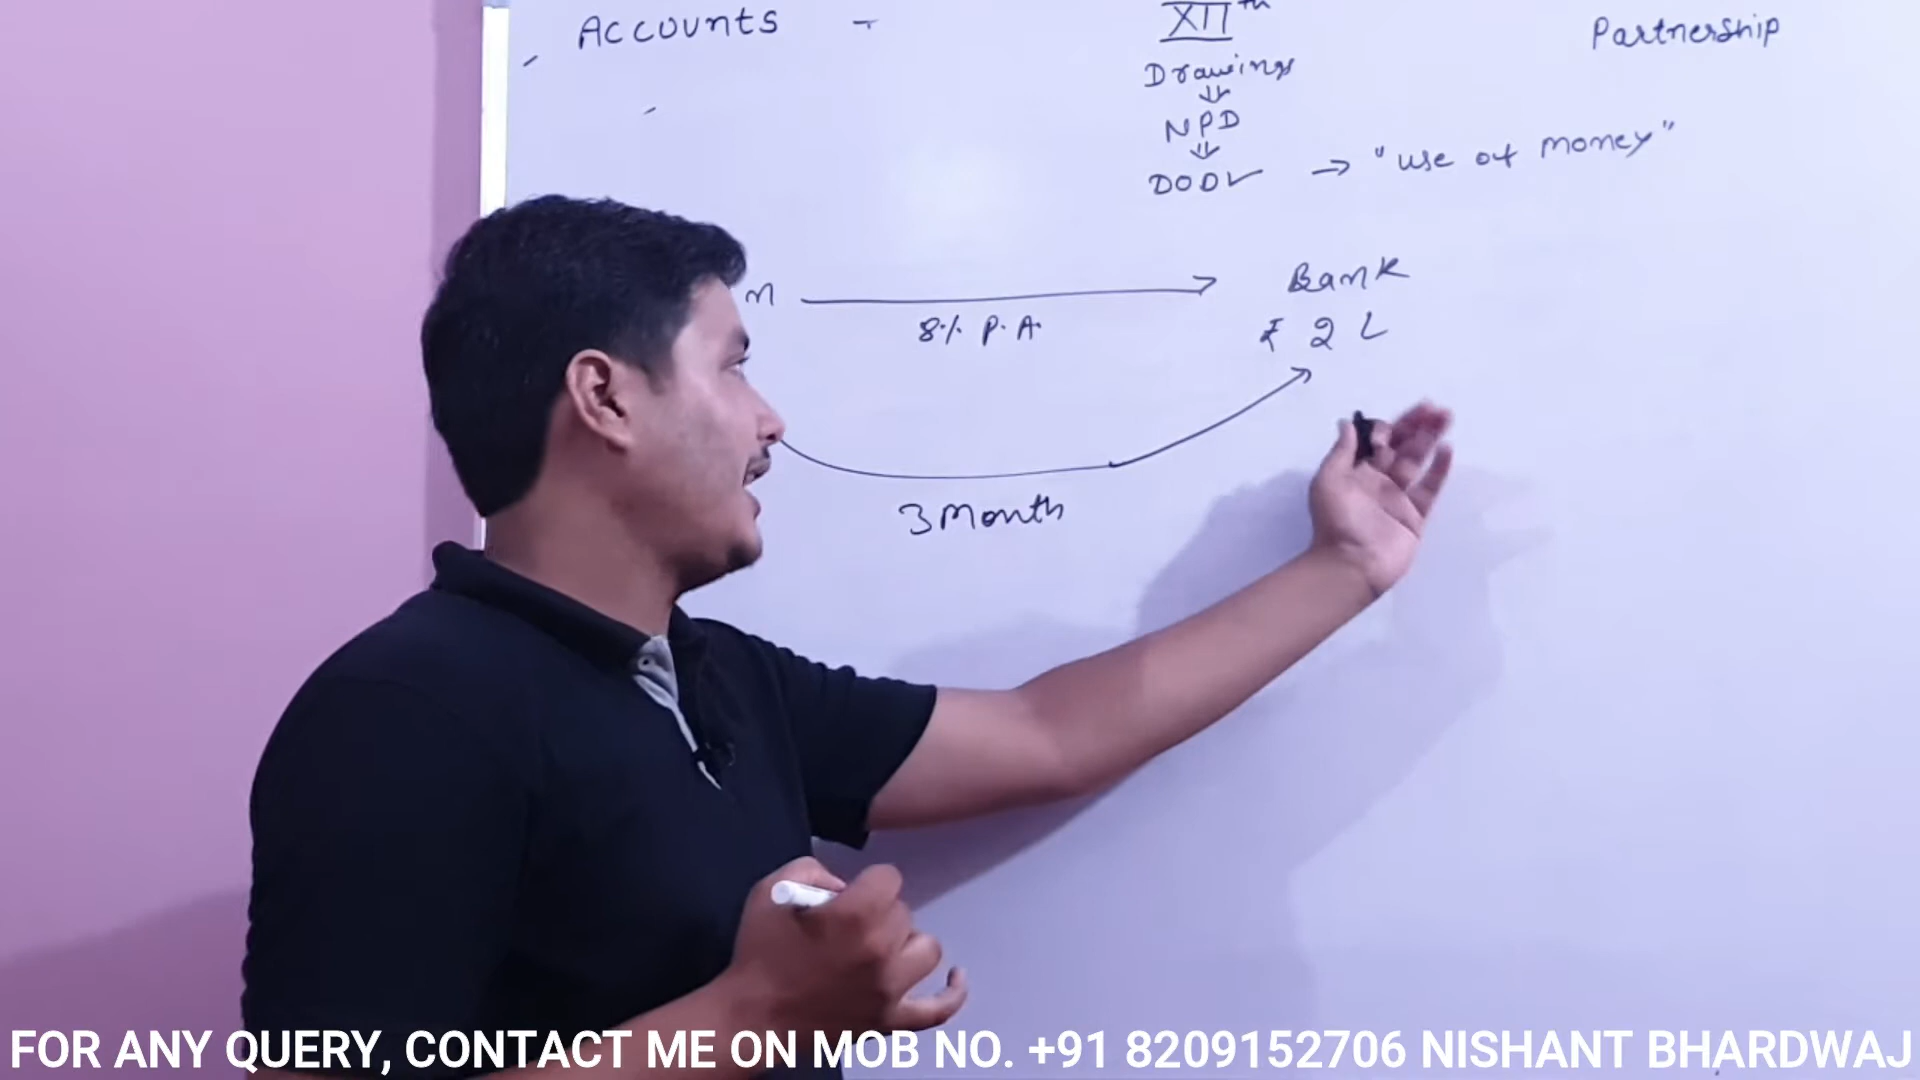 Accounts -
XIIth
Partnership
Drawings
NPD
DOD → "use of money"
Bank
8% P.A.
₹ 2 L
3 Month
FOR ANY QUERY, CONTACT ME ON MOB NO. +91 8209152706 NISHANT BHARDWAJ